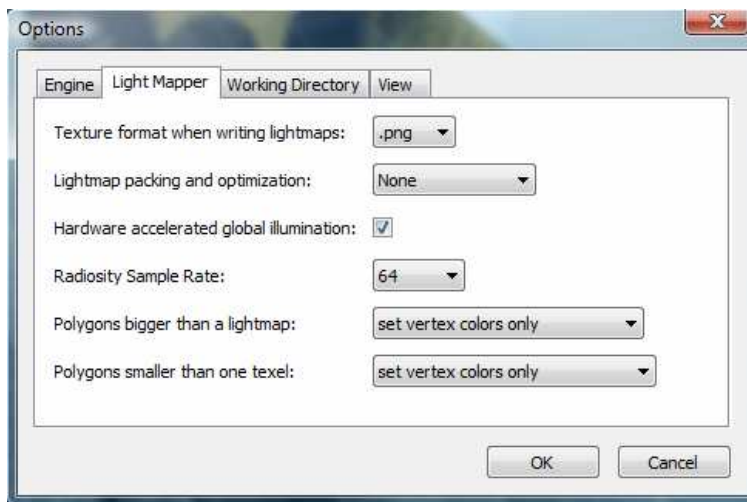 Options
Engine Light Mapper Working Directory View
Texture format when writing lightmaps: .png
Lightmap packing and optimization: None
Hardware accelerated global illumination:
Radiosity Sample Rate: 64
Polygons bigger than a lightmap: set vertex colors only
Polygons smaller than one texel: set vertex colors only
OK Cancel